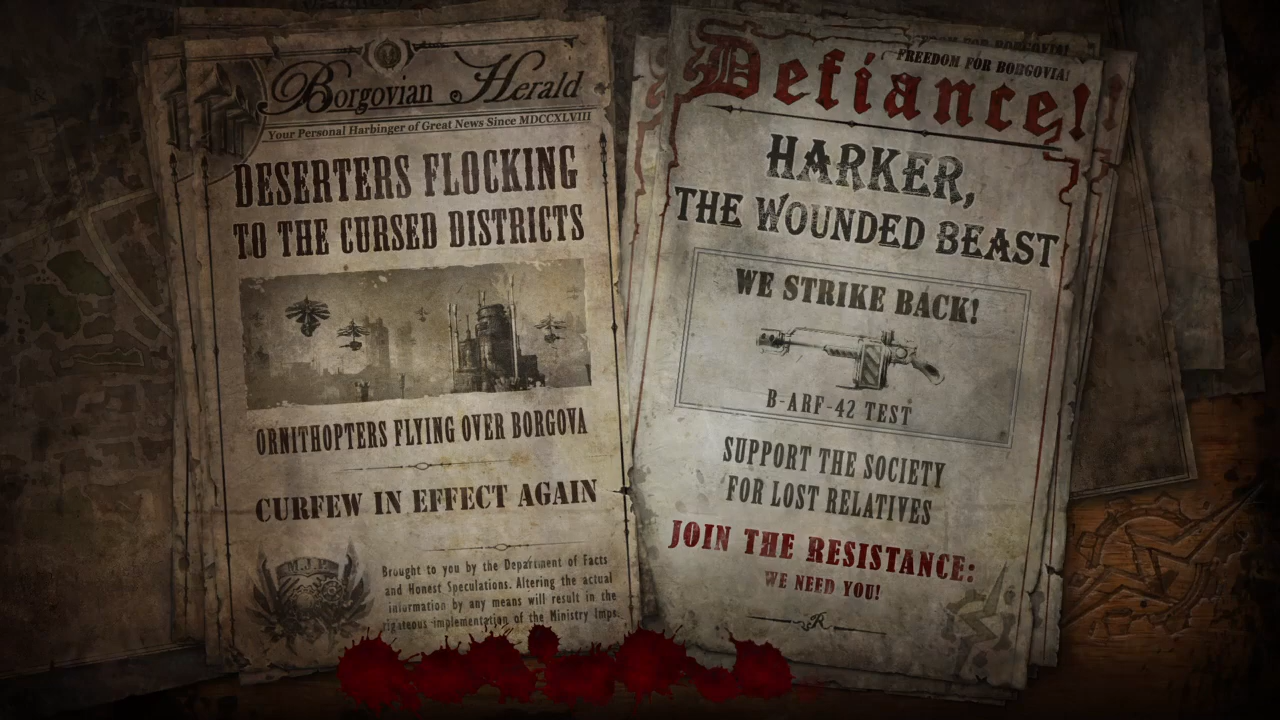 Borgovian Herald
Your Personal Harbinger of Great News Since MDCCXLVIII
DESERTERS FLOCKING
TO THE CURSED DISTRICTS
ORNITHOPTERS FLYING OVER BORGOVA
CURFEW IN EFFECT AGAIN
M.J.P.
Brought to you by the Department of Facts
and Honest Speculations. Altering the actual
information by any means will result in the
rigateous implementation of the Ministry Imps.
FREEDOM FOR BORGOVIA!
FREEDOM FOR BORGOVIA!
Defiance!
HARKER,
THE WOUNDED BEAST
WE STRIKE BACK!
B-ARF-42 TEST
SUPPORT THE SOCIETY
FOR LOST RELATIVES
JOIN THE RESISTANCE:
WE NEED YOU!
R